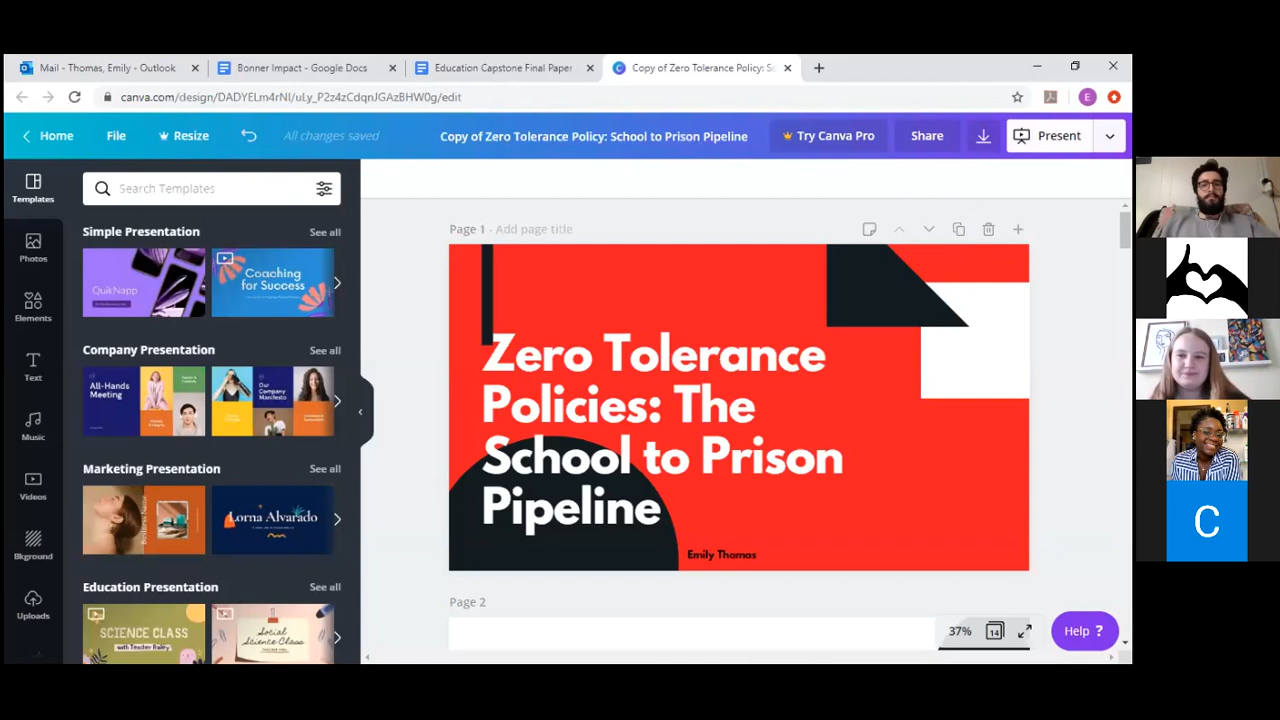 Mail - Thomas, Emily - Outlook
Bonner Impact - Google Docs
Education Capstone Final Paper
Copy of Zero Tolerance Policy: Sc
canva.com/design/DADYELm4rNI/uLy_P2z4zCdqnJGAzBHW0g/edit
E
Home
File
Resize
All changes saved
Copy of Zero Tolerance Policy: School to Prison Pipeline
Try Canva Pro
Share
Present
Templates
Photos
Elements
Text
Music
Videos
Bkground
Uploads
Search Templates
Simple Presentation
See all
QuikNapp
Coaching
for Success
Company Presentation
See all
All-Hands
Meeting
Our
Company
Manifesto
Marketing Presentation
See all
Business Name
Lorna Alvarado
Education Presentation
See all
SCIENCE CLASS
with Teacher Bailey
Social
Science Class
Page 1 - Add page title
Zero Tolerance
Policies: The
School to Prison
Pipeline
Emily Thomas
Page 2
37%
14
Help ?
C